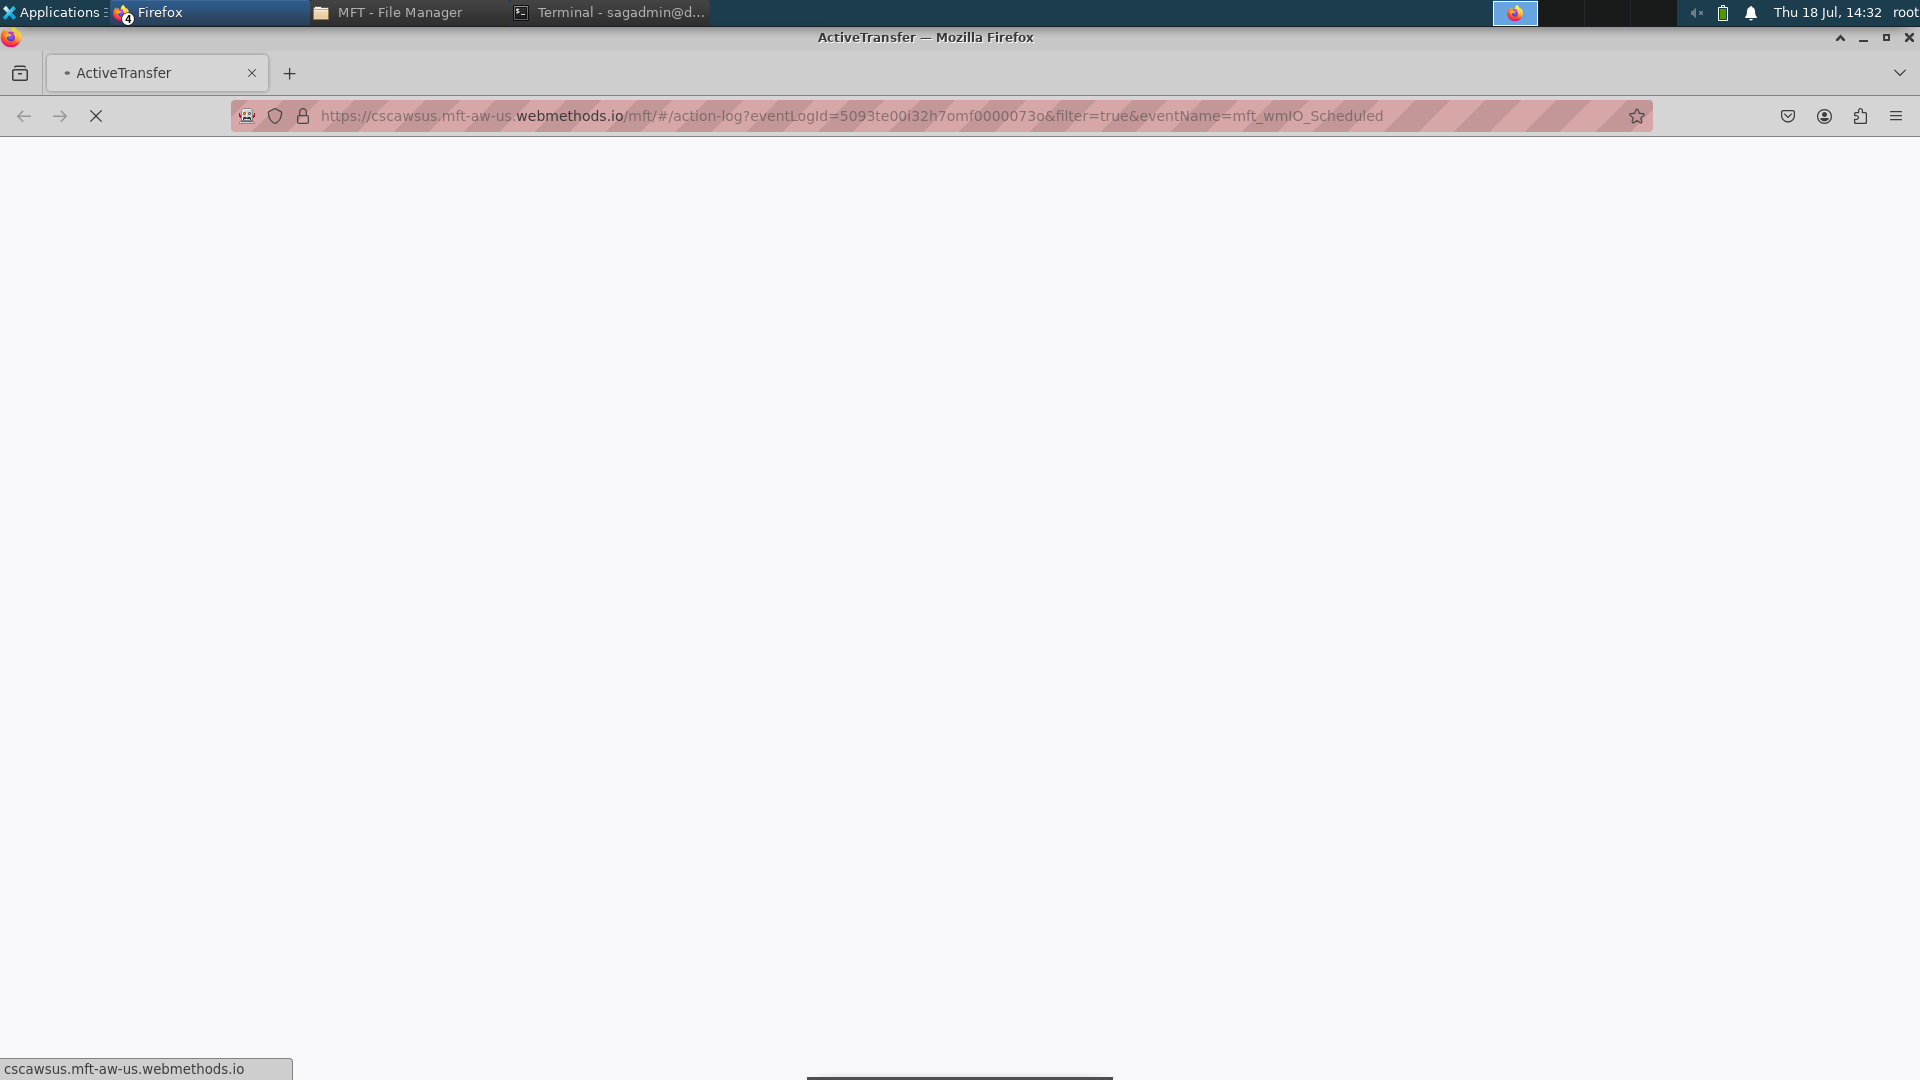 Applications
4
Firefox
MFT - File Manager
Terminal - sagadmin@d...
Thu 18 Jul, 14:32
root
ActiveTransfer — Mozilla Firefox
ActiveTransfer
https://cscawsus.mft-aw-us.webmethods.io/mft/#/action-log?eventLogId=5093te00i32h7omf0000073o&filter=true&eventName=mft_wmIO_Scheduled
cscawsus.mft-aw-us.webmethods.io